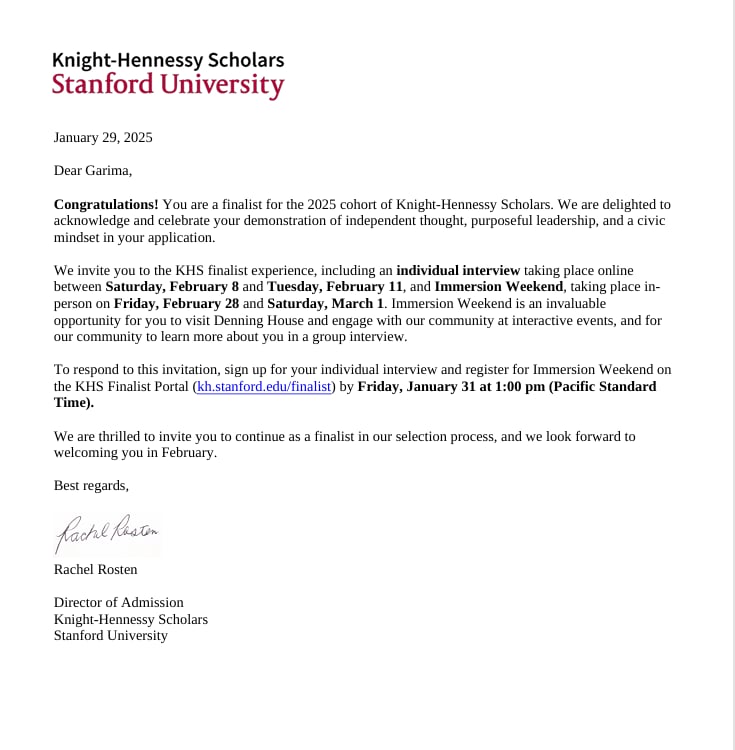 Knight-Hennessy Scholars
Stanford University
January 29, 2025
Dear Garima,
Congratulations! You are a finalist for the 2025 cohort of Knight-Hennessy Scholars. We are delighted to
acknowledge and celebrate your demonstration of independent thought, purposeful leadership, and a civic
mindset in your application.
We invite you to the KHS finalist experience, including an individual interview taking place online
between Saturday, February 8 and Tuesday, February 11, and Immersion Weekend, taking place in-
person on Friday, February 28 and Saturday, March 1. Immersion Weekend is an invaluable
opportunity for you to visit Denning House and engage with our community at interactive events, and for
our community to learn more about you in a group interview.
To respond to this invitation, sign up for your individual interview and register for Immersion Weekend on
the KHS Finalist Portal (kh.stanford.edu/finalist) by Friday, January 31 at 1:00 pm (Pacific Standard
Time).
We are thrilled to invite you to continue as a finalist in our selection process, and we look forward to
welcoming you in February.
Best regards,
Rachel Rosten
Rachel Rosten
Director of Admission
Knight-Hennessy Scholars
Stanford University